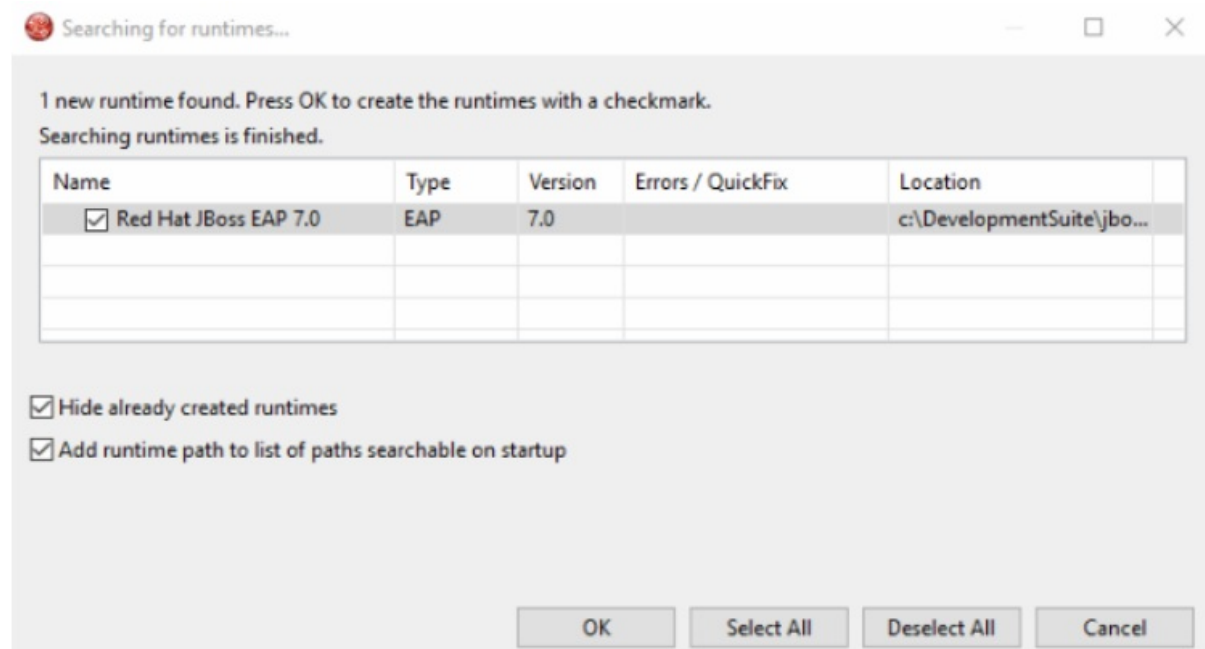 Searching for runtimes...
1 new runtime found. Press OK to create the runtimes with a checkmark.
Searching runtimes is finished.
Name Type Version Errors / QuickFix Location
Red Hat JBoss EAP 7.0 EAP 7.0 c:\DevelopmentSuite\jbo...
Hide already created runtimes
Add runtime path to list of paths searchable on startup
OK Select All Deselect All Cancel